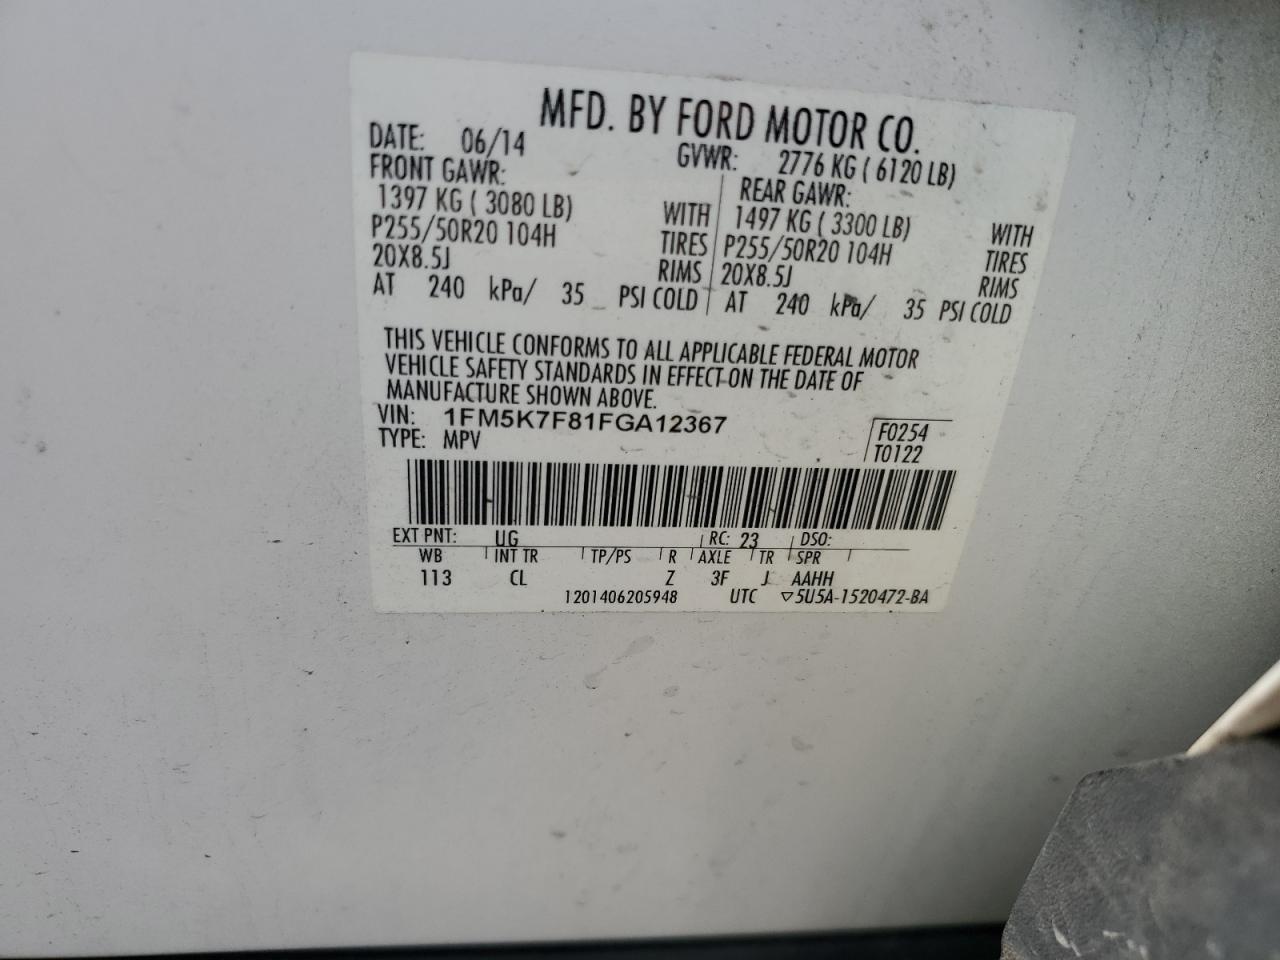 MFD. BY FORD MOTOR CO.
DATE: 06/14 GVWR: 2776 KG ( 6120 LB)
FRONT GAWR: REAR GAWR:
1397 KG ( 3080 LB) WITH 1497 KG ( 3300 LB) WITH
P255/50R20 104H TIRES P255/50R20 104H TIRES
20X8.5J RIMS 20X8.5J RIMS
AT 240 kPa/ 35 PSI COLD AT 240 kPa/ 35 PSI COLD
THIS VEHICLE CONFORMS TO ALL APPLICABLE FEDERAL MOTOR
VEHICLE SAFETY STANDARDS IN EFFECT ON THE DATE OF
MANUFACTURE SHOWN ABOVE.
VIN: 1FM5K7F81FGA12367 F0254
TYPE: MPV T0122
EXT PNT: UG RC: 23 DSO:
WB INT TR TP/PS R AXLE TR SPR
113 CL Z 3F J AAHH
1201406205948 UTC ▽5U5A-1520472-BA